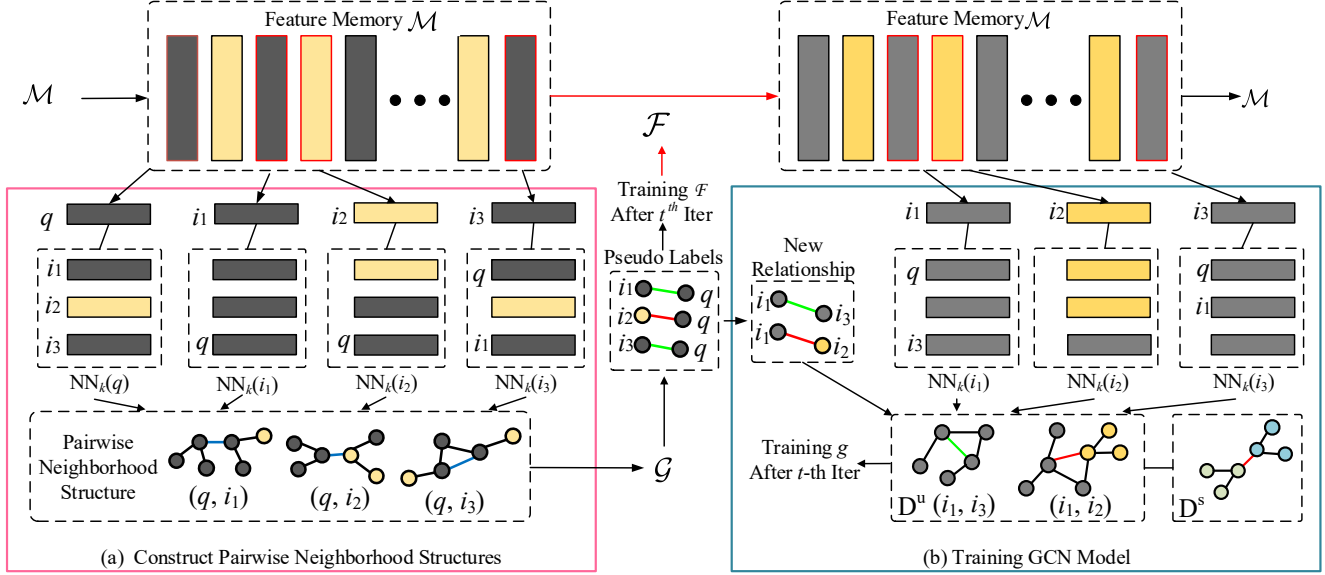 Feature Memory ℳ
ℳ
q
i₁
i₂
i₃
i₁
i₂
i₃
q
q
q
i₁
NNₖ(q)
NNₖ(i₁)
NNₖ(i₂)
NNₖ(i₃)
Pairwise
Neighborhood
Structure
(q, i₁)
(q, i₂)
(q, i₃)
(a) Construct Pairwise Neighborhood Structures
ℱ
Training ℱ
After tᵗʰ Iter
Pseudo Labels
i₁ q
i₂ q
i₃ q
𝒢
Feature Memory ℳ
ℳ
New
Relationship
i₁ i₃
i₁ i₂
i₁
i₂
i₃
q
i₃
q
i₁
NNₖ(i₁)
NNₖ(i₂)
NNₖ(i₃)
Training g
After t-th Iter
Dᵘ (i₁, i₃)
(i₁, i₂)
Dˢ
(b) Training GCN Model